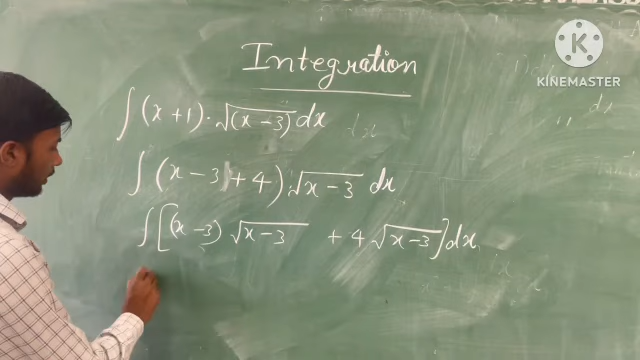 Integration
∫(x+1)·√(x-3) dx
∫(x-3+4)√x-3 dx
∫[(x-3)√x-3 + 4√x-3]dx
K
KINEMASTER